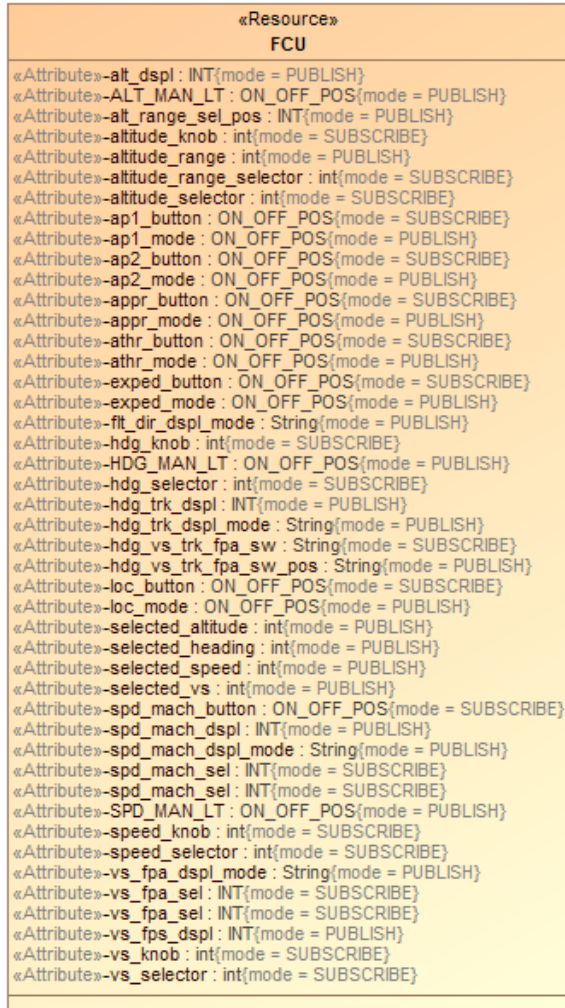 «Resource»
FCU
«Attribute»-alt_dspl : INT{mode = PUBLISH}
«Attribute»-ALT_MAN_LT : ON_OFF_POS{mode = PUBLISH}
«Attribute»-alt_range_sel_pos : INT{mode = PUBLISH}
«Attribute»-altitude_knob : int{mode = SUBSCRIBE}
«Attribute»-altitude_range : int{mode = PUBLISH}
«Attribute»-altitude_range_selector : int{mode = SUBSCRIBE}
«Attribute»-altitude_selector : int{mode = SUBSCRIBE}
«Attribute»-ap1_button : ON_OFF_POS{mode = SUBSCRIBE}
«Attribute»-ap1_mode : ON_OFF_POS{mode = PUBLISH}
«Attribute»-ap2_button : ON_OFF_POS{mode = SUBSCRIBE}
«Attribute»-ap2_mode : ON_OFF_POS{mode = PUBLISH}
«Attribute»-appr_button : ON_OFF_POS{mode = SUBSCRIBE}
«Attribute»-appr_mode : ON_OFF_POS{mode = PUBLISH}
«Attribute»-athr_button : ON_OFF_POS{mode = SUBSCRIBE}
«Attribute»-athr_mode : ON_OFF_POS{mode = PUBLISH}
«Attribute»-exped_button : ON_OFF_POS{mode = SUBSCRIBE}
«Attribute»-exped_mode : ON_OFF_POS{mode = PUBLISH}
«Attribute»-flt_dir_dspl_mode : String{mode = PUBLISH}
«Attribute»-hdg_knob : int{mode = SUBSCRIBE}
«Attribute»-HDG_MAN_LT : ON_OFF_POS{mode = PUBLISH}
«Attribute»-hdg_selector : int{mode = SUBSCRIBE}
«Attribute»-hdg_trk_dspl : INT{mode = PUBLISH}
«Attribute»-hdg_trk_dspl_mode : String{mode = PUBLISH}
«Attribute»-hdg_vs_trk_fpa_sw : String{mode = SUBSCRIBE}
«Attribute»-hdg_vs_trk_fpa_sw_pos : String{mode = PUBLISH}
«Attribute»-loc_button : ON_OFF_POS{mode = SUBSCRIBE}
«Attribute»-loc_mode : ON_OFF_POS{mode = PUBLISH}
«Attribute»-selected_altitude : int{mode = PUBLISH}
«Attribute»-selected_heading : int{mode = PUBLISH}
«Attribute»-selected_speed : int{mode = PUBLISH}
«Attribute»-selected_vs : int{mode = PUBLISH}
«Attribute»-spd_mach_button : ON_OFF_POS{mode = SUBSCRIBE}
«Attribute»-spd_mach_dspl : INT{mode = PUBLISH}
«Attribute»-spd_mach_dspl_mode : String{mode = PUBLISH}
«Attribute»-spd_mach_sel : INT{mode = SUBSCRIBE}
«Attribute»-spd_mach_sel : INT{mode = SUBSCRIBE}
«Attribute»-SPD_MAN_LT : ON_OFF_POS{mode = PUBLISH}
«Attribute»-speed_knob : int{mode = SUBSCRIBE}
«Attribute»-speed_selector : int{mode = SUBSCRIBE}
«Attribute»-vs_fpa_dspl_mode : String{mode = PUBLISH}
«Attribute»-vs_fpa_sel : INT{mode = SUBSCRIBE}
«Attribute»-vs_fpa_sel : INT{mode = SUBSCRIBE}
«Attribute»-vs_fps_dspl : INT{mode = PUBLISH}
«Attribute»-vs_knob : int{mode = SUBSCRIBE}
«Attribute»-vs_selector : int{mode = SUBSCRIBE}